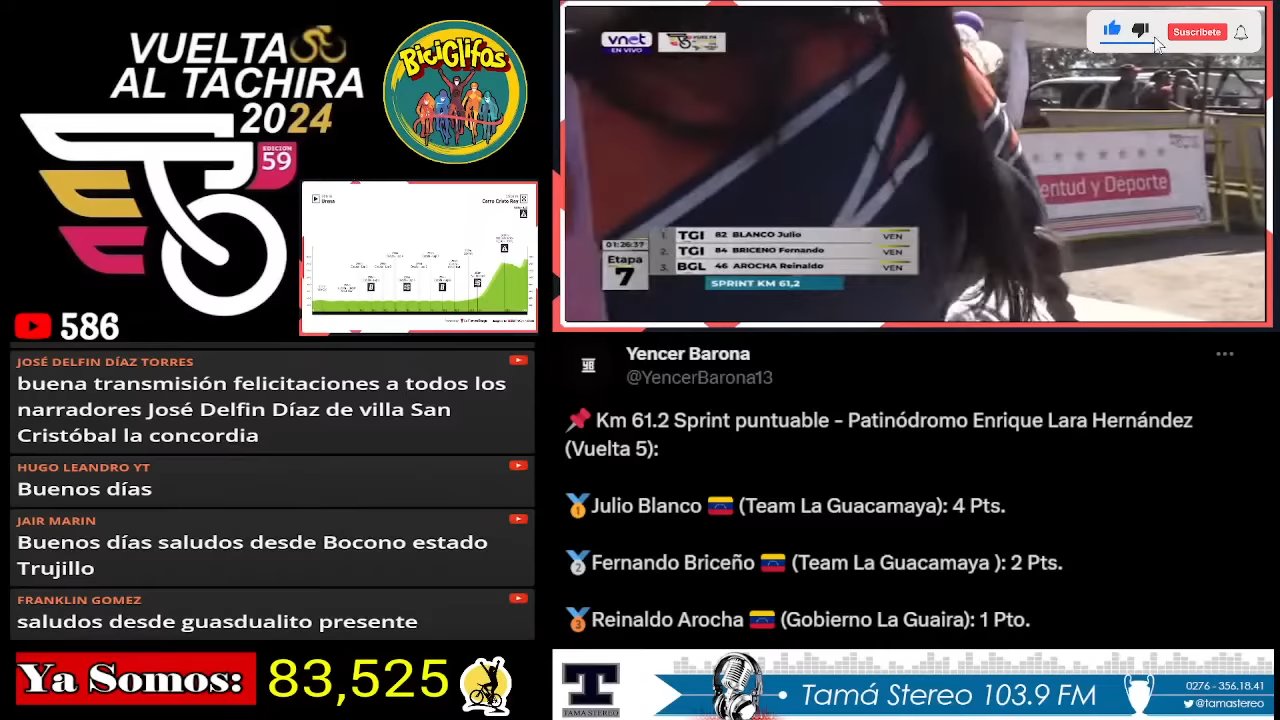 VUELTA
AL TACHIRA
2024
EDICION
59
BiciGlifos
586
JOSÉ DELFIN DÍAZ TORRES
buena transmisión felicitaciones a todos los
narradores José Delfin Díaz de villa San
Cristóbal la concordia
HUGO LEANDRO YT
Buenos días
JAIR MARIN
Buenos días saludos desde Bocono estado
Trujillo
FRANKLIN GOMEZ
saludos desde guasdualito presente
Ya Somos: 83,525
vnet
EN VIVO
Suscríbete
entud y Deporte
01:26:37
Etapa
7
1. TGI 82 BLANCO Julio VEN
2. TGI 84 BRICENO Fernando VEN
3. BGL 46 AROCHA Reinaldo VEN
SPRINT KM 61,2
Yencer Barona
@YencerBarona13
📌 Km 61.2 Sprint puntuable - Patinódromo Enrique Lara Hernández
(Vuelta 5):
🥇Julio Blanco 🇻🇪 (Team La Guacamaya): 4 Pts.
🥈Fernando Briceño 🇻🇪 (Team La Guacamaya ): 2 Pts.
🥉Reinaldo Arocha 🇻🇪 (Gobierno La Guaira): 1 Pto.
T
TAMÁ STEREO
Tamá Stereo 103.9 FM
0276 - 356.18.41
@tamastereo